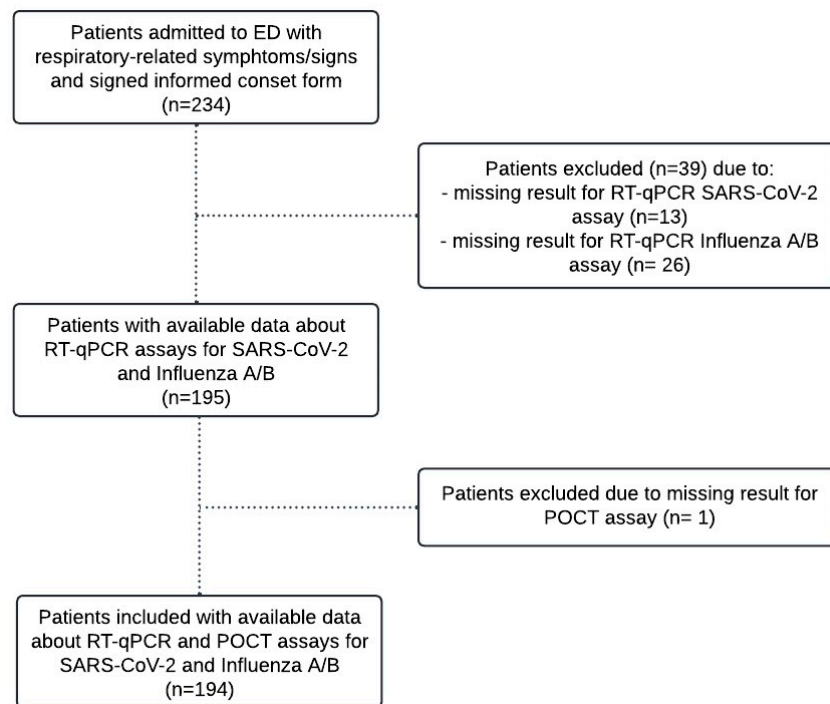 Patients admitted to ED with
respiratory-related symphtoms/signs
and signed informed conset form
(n=234)
Patients excluded (n=39) due to:
- missing result for RT-qPCR SARS-CoV-2
assay (n=13)
- missing result for RT-qPCR Influenza A/B
assay (n= 26)
Patients with available data about
RT-qPCR assays for SARS-CoV-2
and Influenza A/B
(n=195)
Patients excluded due to missing result for
POCT assay (n= 1)
Patients included with available data
about RT-qPCR and POCT assays for
SARS-CoV-2 and Influenza A/B
(n=194)